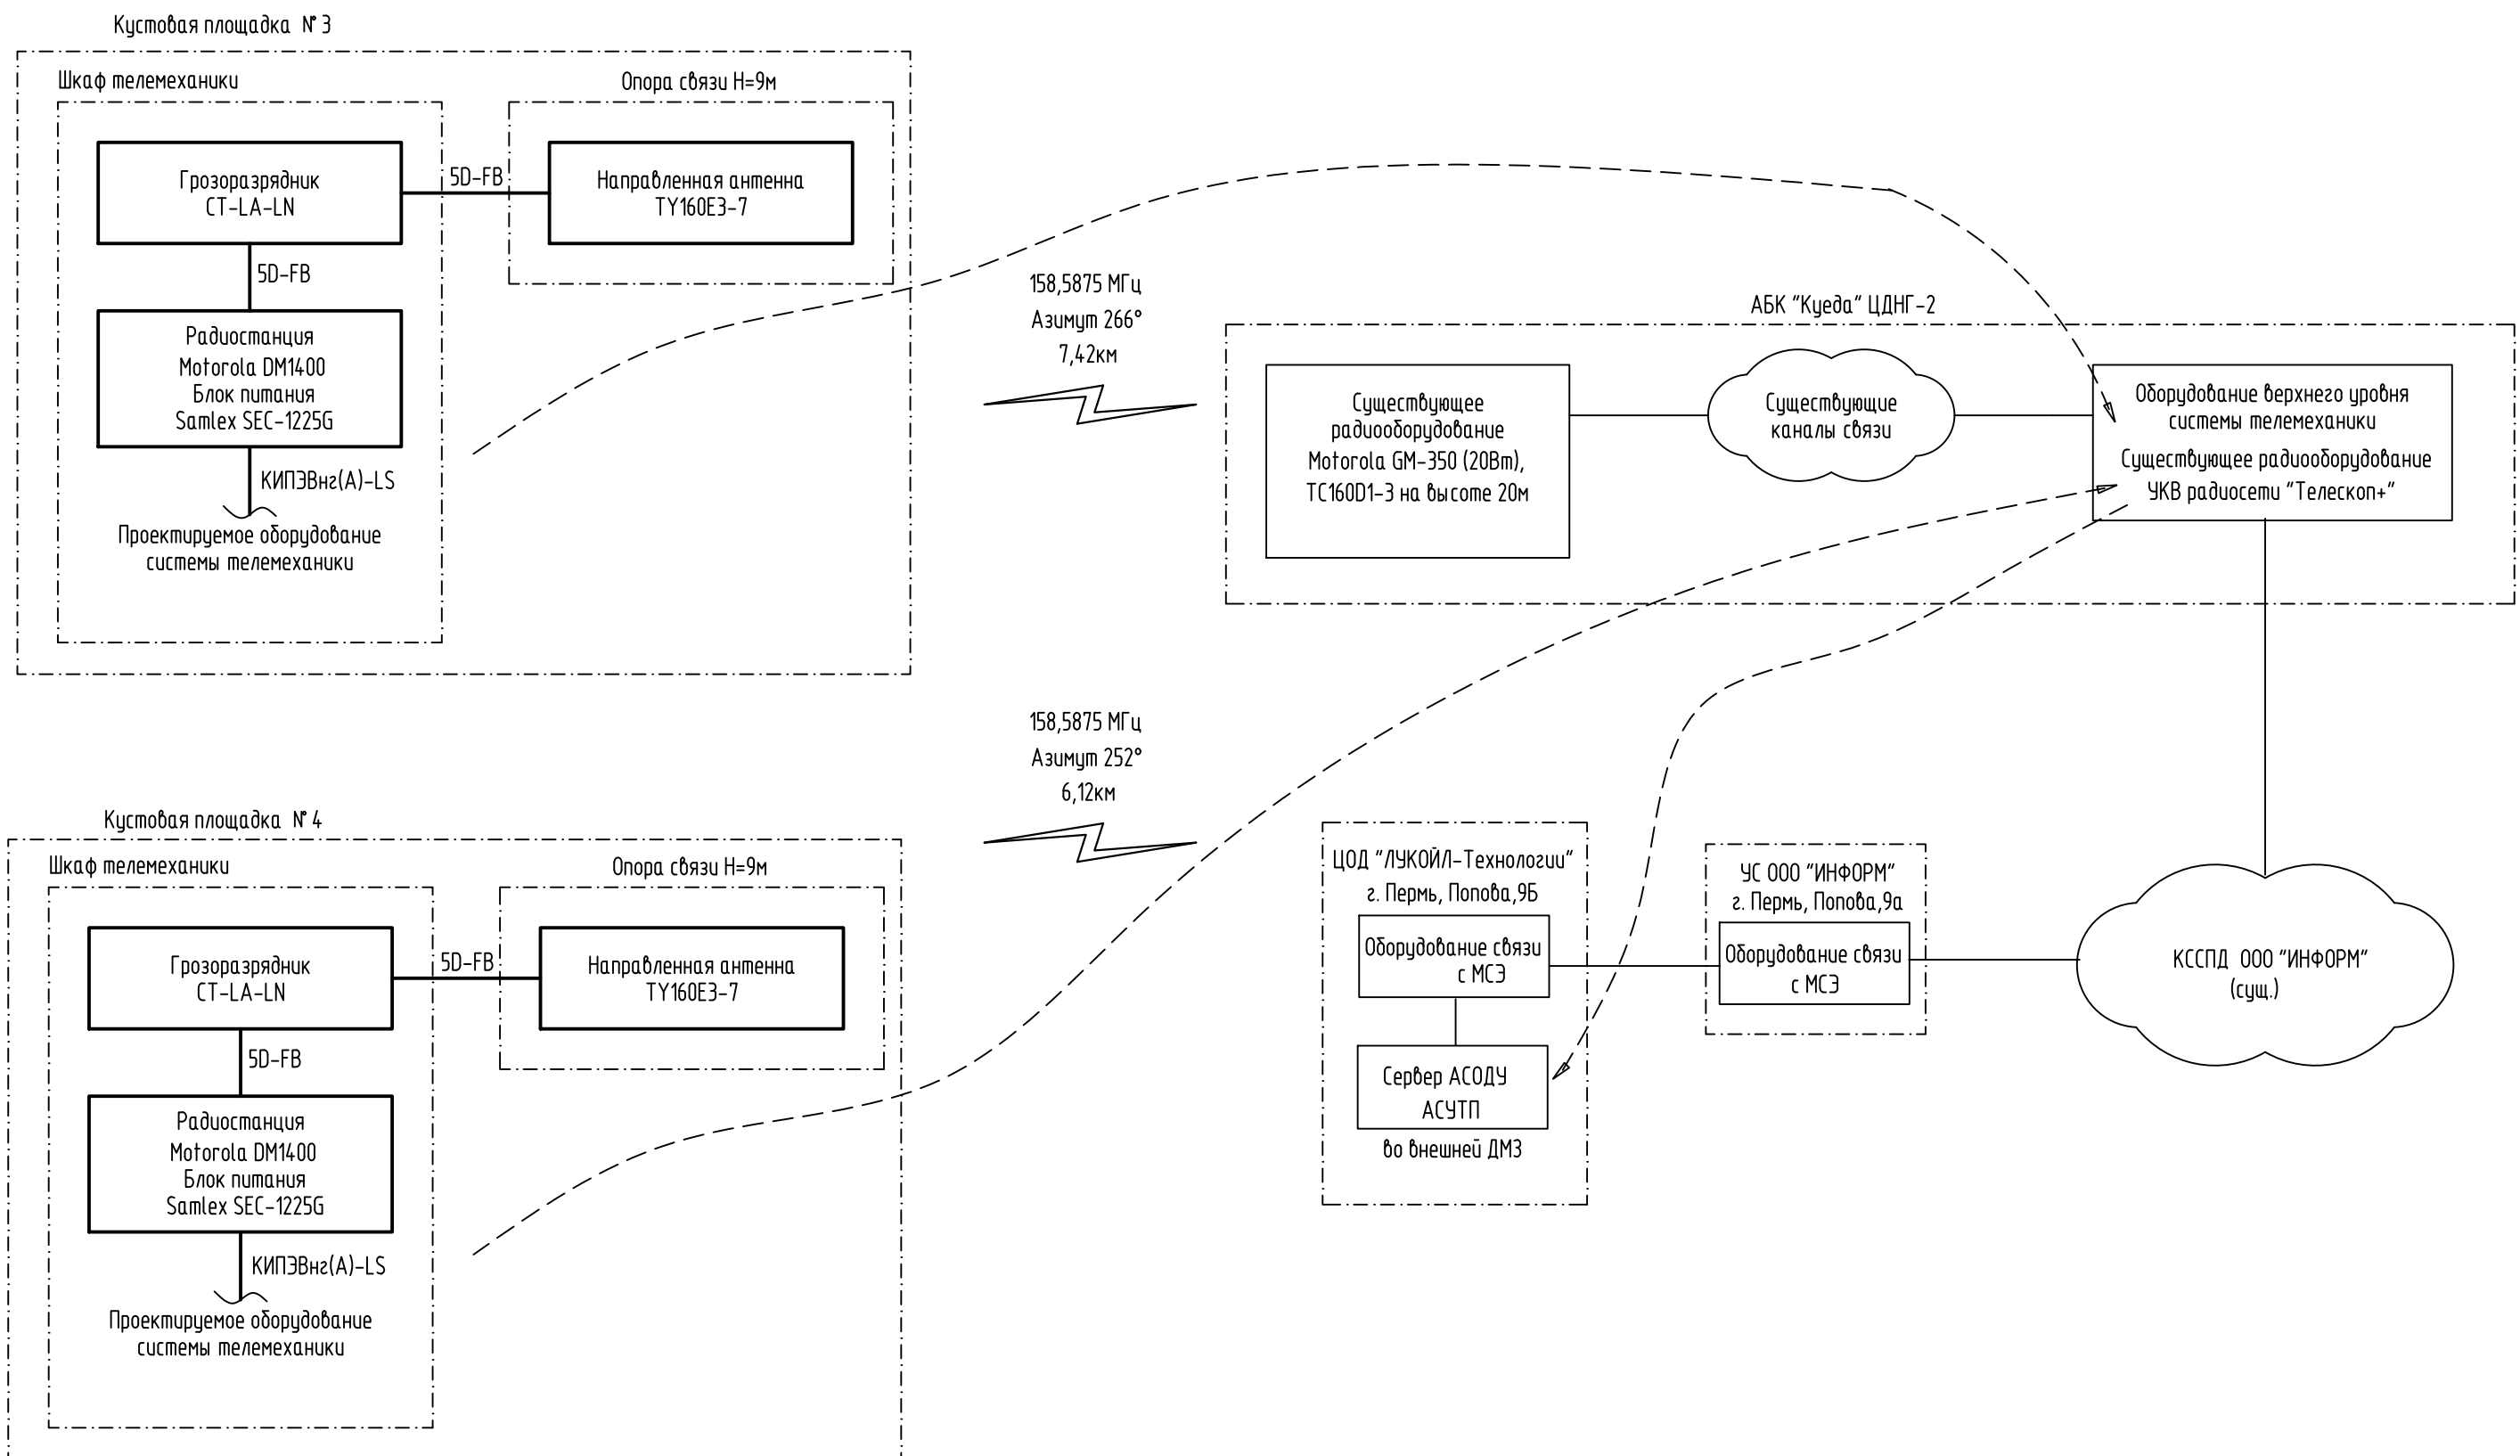 Кустовая площадка № 3
Шкаф телемеханики
Опора связи Н=9м
Грозоразрядник
CT-LA-LN
5D-FB
Направленная антенна
TY160E3-7
5D-FB
Радиостанция
Motorola DM1400
Блок питания
Samlex SEC-1225G
КИПЭВнг(А)-LS
Проектируемое оборудование
системы телемеханики
158,5875 МГц
Азимут 266°
7,42км
АБК "Куеда" ЦДНГ-2
Существующее
радиооборудование
Motorola GM-350 (20Вт),
TC160D1-3 на высоте 20м
Существующие
каналы связи
Оборудование верхнего уровня
системы телемеханики
Существующее радиооборудование
УКВ радиосети "Телескоп+"
158,5875 МГц
Азимут 252°
6,12км
Кустовая площадка № 4
Шкаф телемеханики
Опора связи Н=9м
Грозоразрядник
CT-LA-LN
5D-FB
Направленная антенна
TY160E3-7
5D-FB
Радиостанция
Motorola DM1400
Блок питания
Samlex SEC-1225G
КИПЭВнг(А)-LS
Проектируемое оборудование
системы телемеханики
ЦОД "ЛУКОЙЛ-Технологии"
г. Пермь, Попова,9Б
Оборудование связи
с МСЭ
Сервер АСОДУ
АСУТП
во внешней ДМЗ
УС ООО "ИНФОРМ"
г. Пермь, Попова,9а
Оборудование связи
с МСЭ
КССПД ООО "ИНФОРМ"
(сущ.)